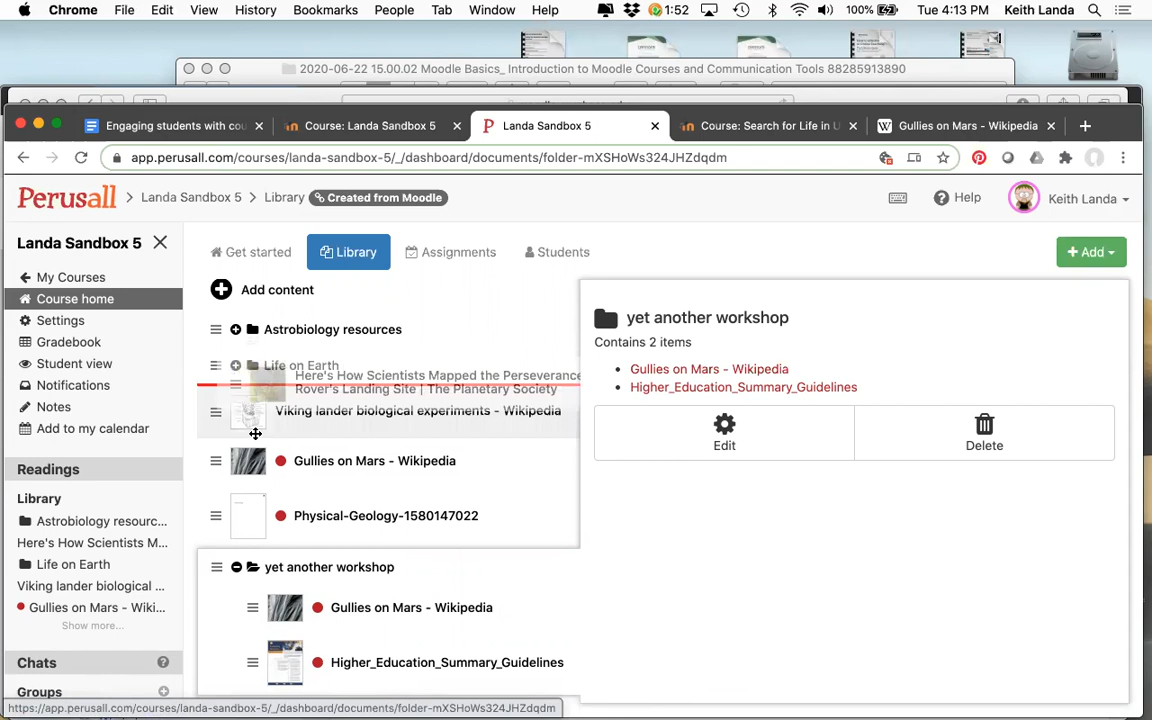 Chrome File Edit View History Bookmarks People Tab Window Help 1:52 100% Tue 4:13 PM Keith Landa
2020-06-22 15.00.02 Moodle Basics_ Introduction to Moodle Courses and Communication Tools 88285913890
Engaging students with cou Course: Landa Sandbox 5 Landa Sandbox 5 Course: Search for Life in U Gullies on Mars - Wikipedia
app.perusall.com/courses/landa-sandbox-5/_/dashboard/documents/folder-mXSHoWs324JHZdqdm
Perusall Landa Sandbox 5 Library Created from Moodle Help Keith Landa
Landa Sandbox 5
My Courses
Course home
Settings
Gradebook
Student view
Notifications
Notes
Add to my calendar
Readings
Library
Astrobiology resourc...
Here's How Scientists M...
Life on Earth
Viking lander biological ...
Gullies on Mars - Wiki...
Show more...
Chats
Groups
Get started Library Assignments Students Add
Add content
Astrobiology resources
Life on Earth
Here's How Scientists Mapped the Perseverance
Rover's Landing Site | The Planetary Society
Viking lander biological experiments - Wikipedia
Gullies on Mars - Wikipedia
Physical-Geology-1580147022
yet another workshop
Gullies on Mars - Wikipedia
Higher_Education_Summary_Guidelines
yet another workshop
Contains 2 items
Gullies on Mars - Wikipedia
Higher_Education_Summary_Guidelines
Edit Delete
https://app.perusall.com/courses/landa-sandbox-5/_/dashboard/documents/folder-mXSHoWs324JHZdqdm